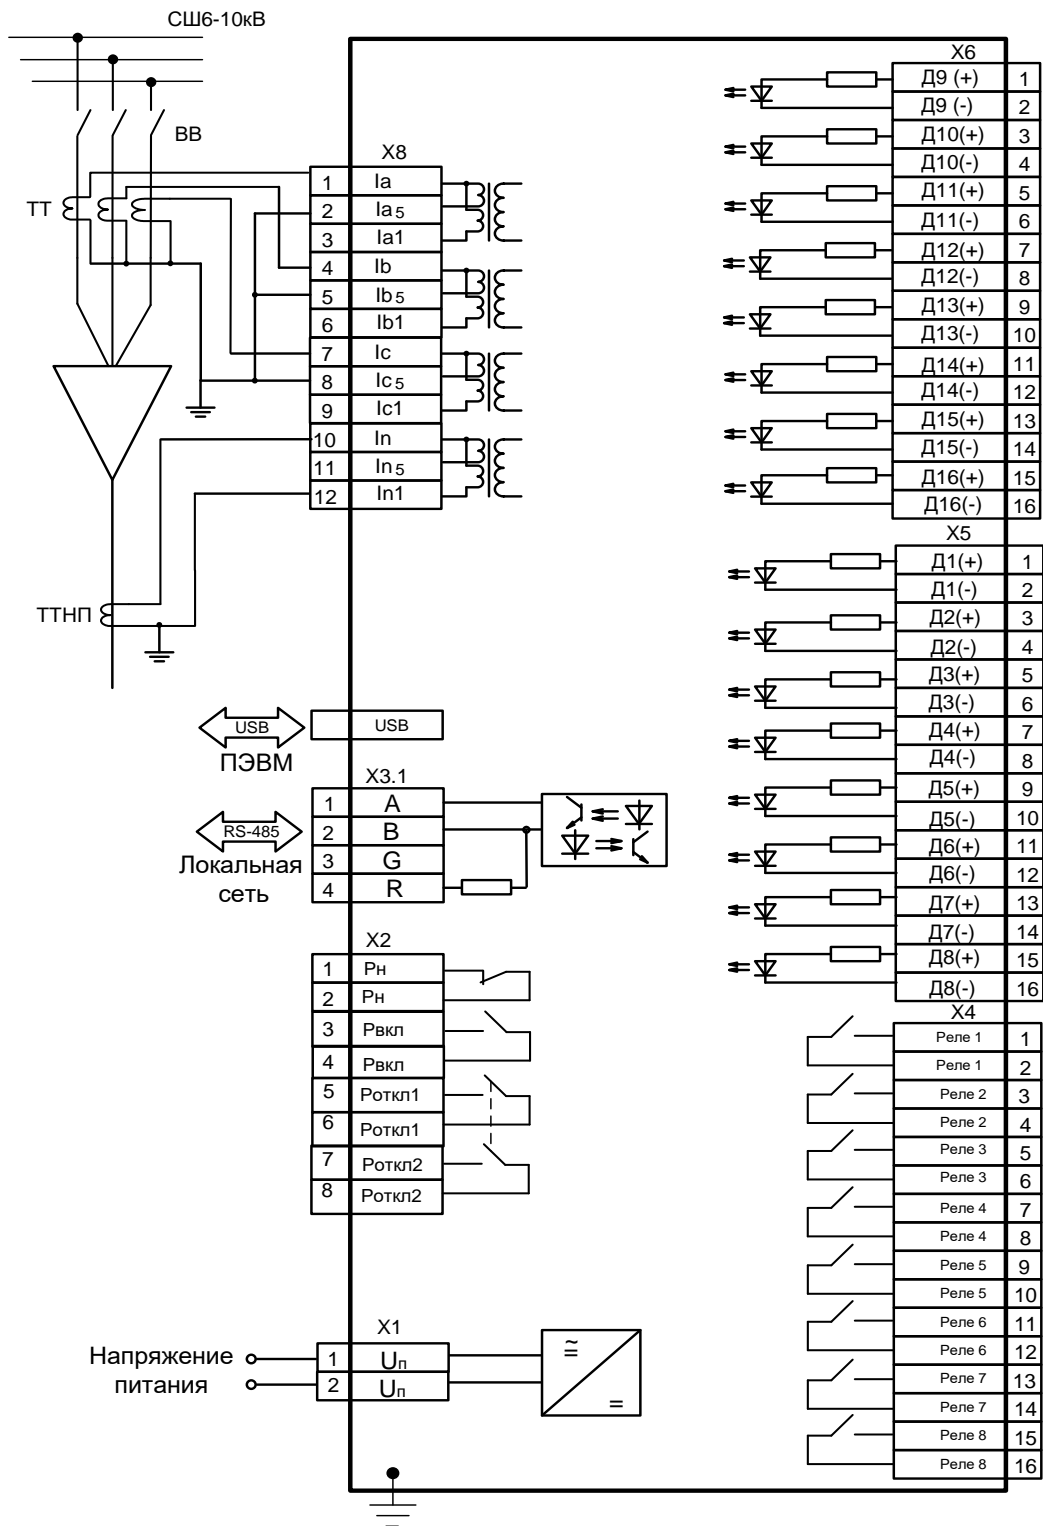 СШ6-10кВ
ВВ
ТТ
ТТНП
X8
1 Ia
2 Ia5
3 Ia1
4 Ib
5 Ib5
6 Ib1
7 Ic
8 Ic5
9 Ic1
10 In
11 In5
12 In1
USB USB
ПЭВМ
X3.1
1 A
2 B
3 G
4 R
RS-485
Локальная
сеть
X2
1 Рн
2 Рн
3 Рвкл
4 Рвкл
5 Роткл1
6 Роткл1
7 Роткл2
8 Роткл2
X1
Напряжение
питания
1 Uп
2 Uп
X6
Д9 (+) 1
Д9 (-) 2
Д10(+) 3
Д10(-) 4
Д11(+) 5
Д11(-) 6
Д12(+) 7
Д12(-) 8
Д13(+) 9
Д13(-) 10
Д14(+) 11
Д14(-) 12
Д15(+) 13
Д15(-) 14
Д16(+) 15
Д16(-) 16
X5
Д1(+) 1
Д1(-) 2
Д2(+) 3
Д2(-) 4
Д3(+) 5
Д3(-) 6
Д4(+) 7
Д4(-) 8
Д5(+) 9
Д5(-) 10
Д6(+) 11
Д6(-) 12
Д7(+) 13
Д7(-) 14
Д8(+) 15
Д8(-) 16
X4
Реле 1 1
Реле 1 2
Реле 2 3
Реле 2 4
Реле 3 5
Реле 3 6
Реле 4 7
Реле 4 8
Реле 5 9
Реле 5 10
Реле 6 11
Реле 6 12
Реле 7 13
Реле 7 14
Реле 8 15
Реле 8 16